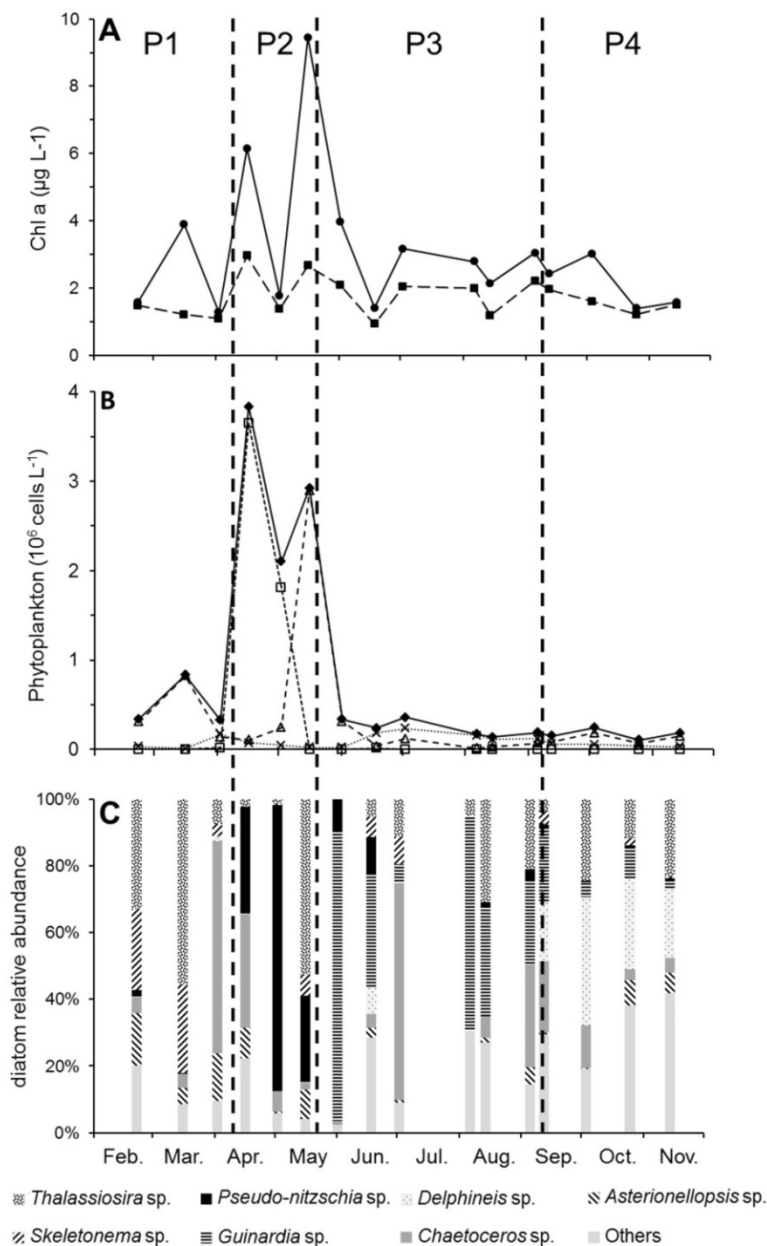 A
P1 P2 P3 P4
10
8
6
4
2
0
Chl a (µg L-1)
B
4
3
2
1
0
Phytoplankton (10⁶ cells L⁻¹)
C
100%
80%
60%
40%
20%
0%
diatom relative abundance
Feb. Mar. Apr. May Jun. Jul. Aug. Sep. Oct. Nov.
Thalassiosira sp. Pseudo-nitzschia sp. Delphineis sp. Asterionellopsis sp.
Skeletonema sp. Guinardia sp. Chaetoceros sp. Others